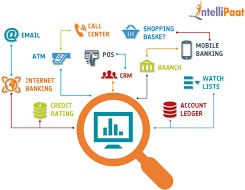 IntelliPaat
EMAIL
CALL
CENTER
SHOPPING
BASKET
MOBILE
BANKING
ATM
POS
BRANCH
CRM
INTERNET
BANKING
WATCH
LISTS
CREDIT
RATING
ACCOUNT
LEDGER